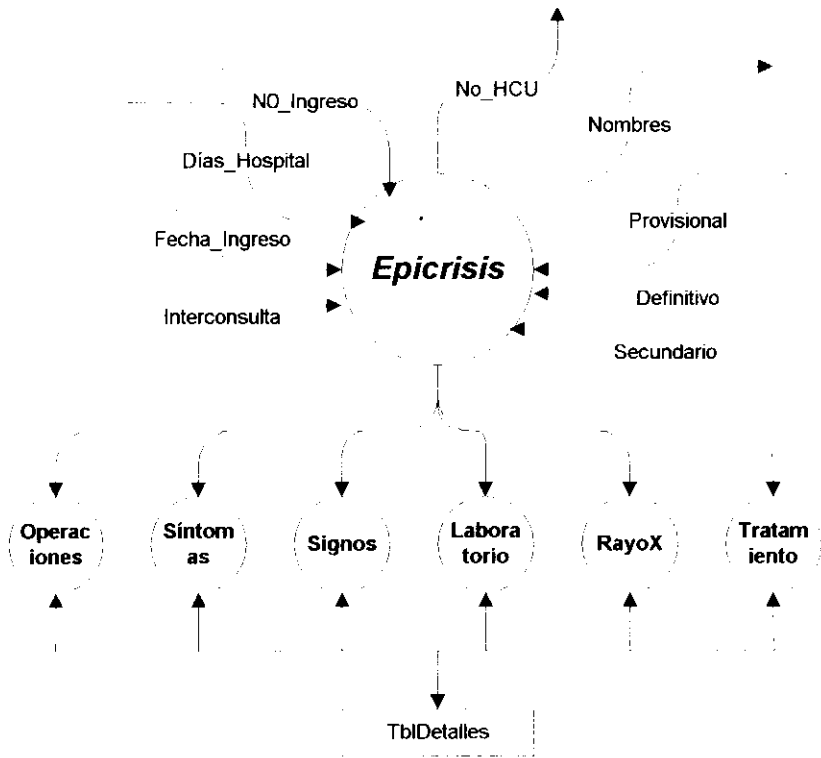 No_HCU
N0_Ingreso
Nombres
Días_Hospital
Provisional
Fecha_Ingreso
Epicrisis
Definitivo
Interconsulta
Secundario
Operac
iones
Síntom
as
Signos
Labora
torio
RayoX
Tratam
iento
TblDetalles